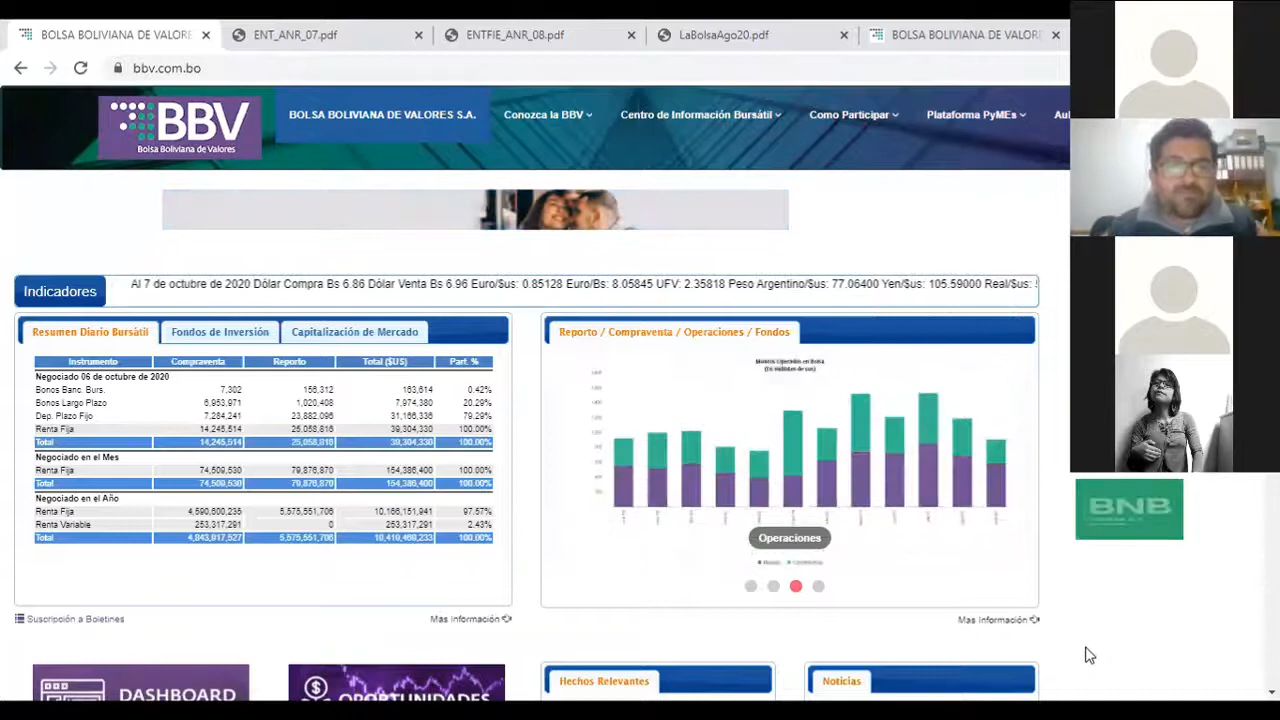 BOLSA BOLIVIANA DE VALORE
ENT_ANR_07.pdf
ENTFIE_ANR_08.pdf
LaBolsaAgo20.pdf
BOLSA BOLIVIANA DE VALOR
bbv.com.bo
BBV
Bolsa Boliviana de Valores
BOLSA BOLIVIANA DE VALORES S.A.
Conozca la BBV
Centro de Información Bursátil
Como Participar
Plataforma PyMEs
Au
Indicadores
Al 7 de octubre de 2020 Dólar Compra Bs 6.86 Dólar Venta Bs 6.96 Euro/$us: 0.85128 Euro/Bs: 8.05845 UFV: 2.35818 Peso Argentino/$us: 77.06400 Yen/$us: 105.59000 Real/$us:
Resumen Diario Bursátil
Fondos de Inversión
Capitalización de Mercado
Instrumento Compraventa Reporto Total ($US) Part. %
Negociado 06 de octubre de 2020
Bonos Banc. Burs. 7,302 156,312 163,614 0.42%
Bonos Largo Plazo 6,953,971 1,020,408 7,974,380 20.29%
Dep. Plazo Fijo 7,284,241 23,882,096 31,166,336 79.29%
Renta Fija 14,245,514 25,058,816 39,304,330 100.00%
Total 14,245,514 25,058,816 39,304,330 100.00%
Negociado en el Mes
Renta Fija 74,509,530 79,876,870 154,386,400 100.00%
Total 74,509,530 79,876,870 154,386,400 100.00%
Negociado en el Año
Renta Fija 4,590,600,235 5,575,551,706 10,166,151,941 97.57%
Renta Variable 253,317,291 0 253,317,291 2.43%
Total 4,843,917,527 5,575,551,706 10,419,469,233 100.00%
Suscripción a Boletines
Mas Información
Reporto / Compraventa / Operaciones / Fondos
Montos Operados en Bolsa
Operaciones
Mas Información
BNB
DASHBOARD
OPORTUNIDADES
Hechos Relevantes
Noticias